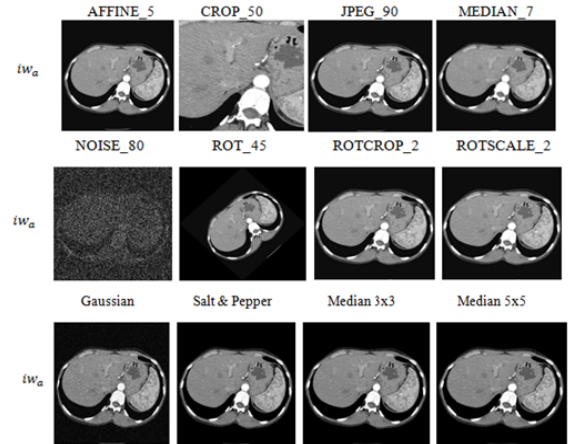 AFFINE_5 CROP_50 JPEG_90 MEDIAN_7
iwₐ
NOISE_80 ROT_45 ROTCROP_2 ROTSCALE_2
iwₐ
Gaussian Salt & Pepper Median 3x3 Median 5x5
iwₐ